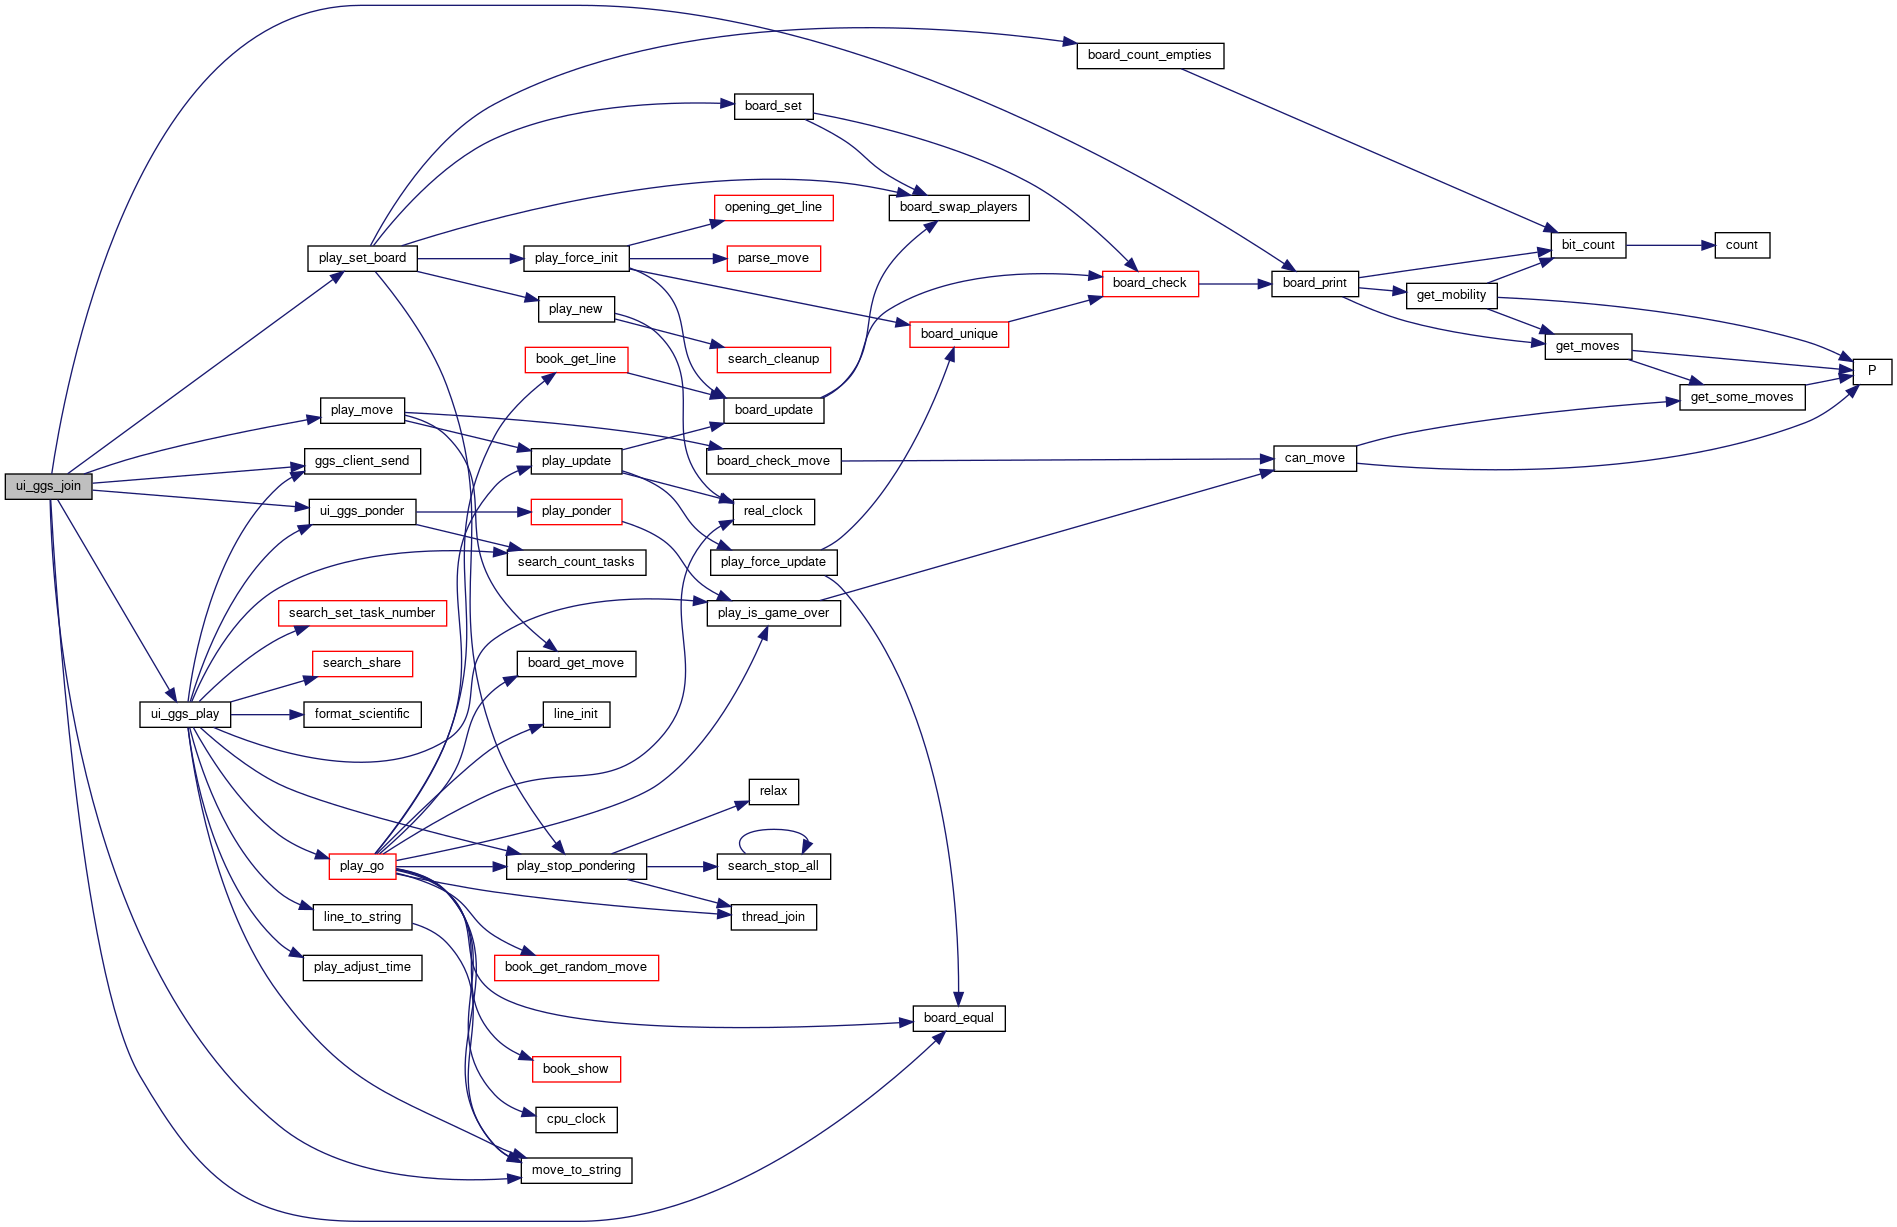 ui_ggs_join
play_set_board
play_move
ggs_client_send
ui_ggs_ponder
search_set_task_number
search_share
ui_ggs_play
format_scientific
play_go
line_to_string
play_adjust_time
play_force_init
play_new
book_get_line
play_update
play_ponder
search_count_tasks
board_get_move
line_init
play_stop_pondering
book_get_random_move
book_show
cpu_clock
move_to_string
board_set
opening_get_line
parse_move
search_cleanup
board_update
board_check_move
real_clock
play_force_update
play_is_game_over
relax
search_stop_all
thread_join
board_swap_players
board_unique
board_equal
board_count_empties
board_check
board_print
can_move
get_mobility
bit_count
get_moves
count
get_some_moves
P